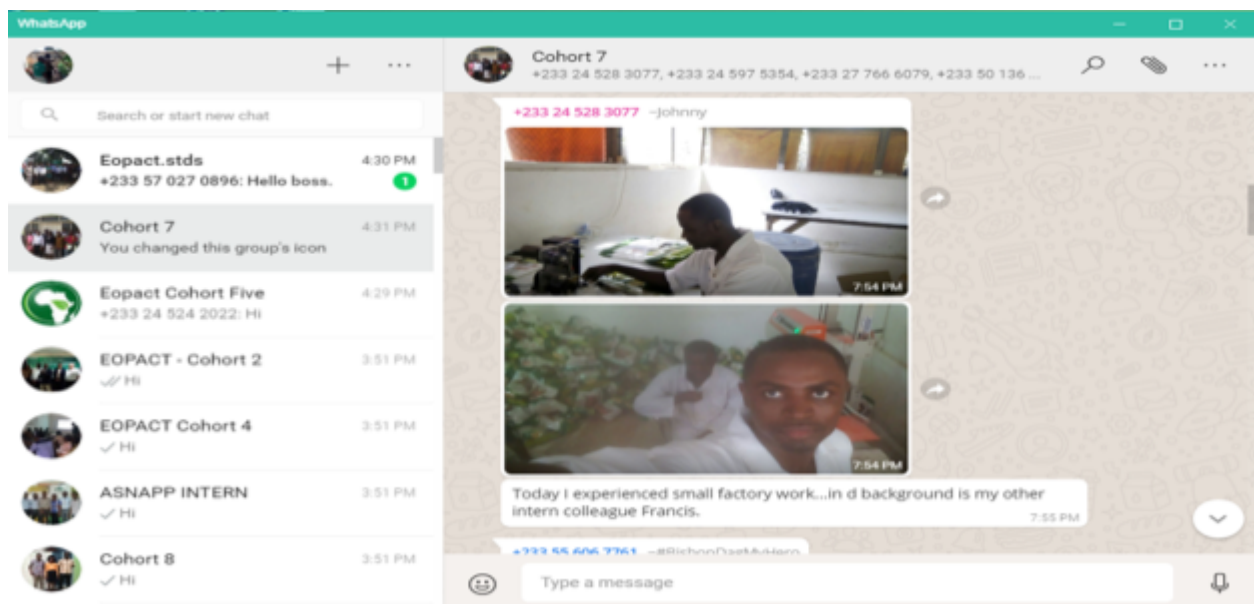 WhatsApp
Search or start new chat
Eopact.stds 4:30 PM
+233 57 027 0896: Hello boss. 1
Cohort 7 4:31 PM
You changed this group's icon
Eopact Cohort Five 4:29 PM
+233 24 524 2022: Hi
EOPACT - Cohort 2 3:51 PM
Hi
EOPACT Cohort 4 3:51 PM
Hi
ASNAPP INTERN 3:51 PM
Hi
Cohort 8 3:51 PM
Hi
Cohort 7
+233 24 528 3077, +233 24 597 5354, +233 27 766 6079, +233 50 136 ...
+233 24 528 3077 ~Johnny
7:54 PM
7:54 PM
Today I experienced small factory work...in d background is my other
intern colleague Francis.
7:55 PM
+233 55 606 7761 ~#BishopDagMyHero
Type a message